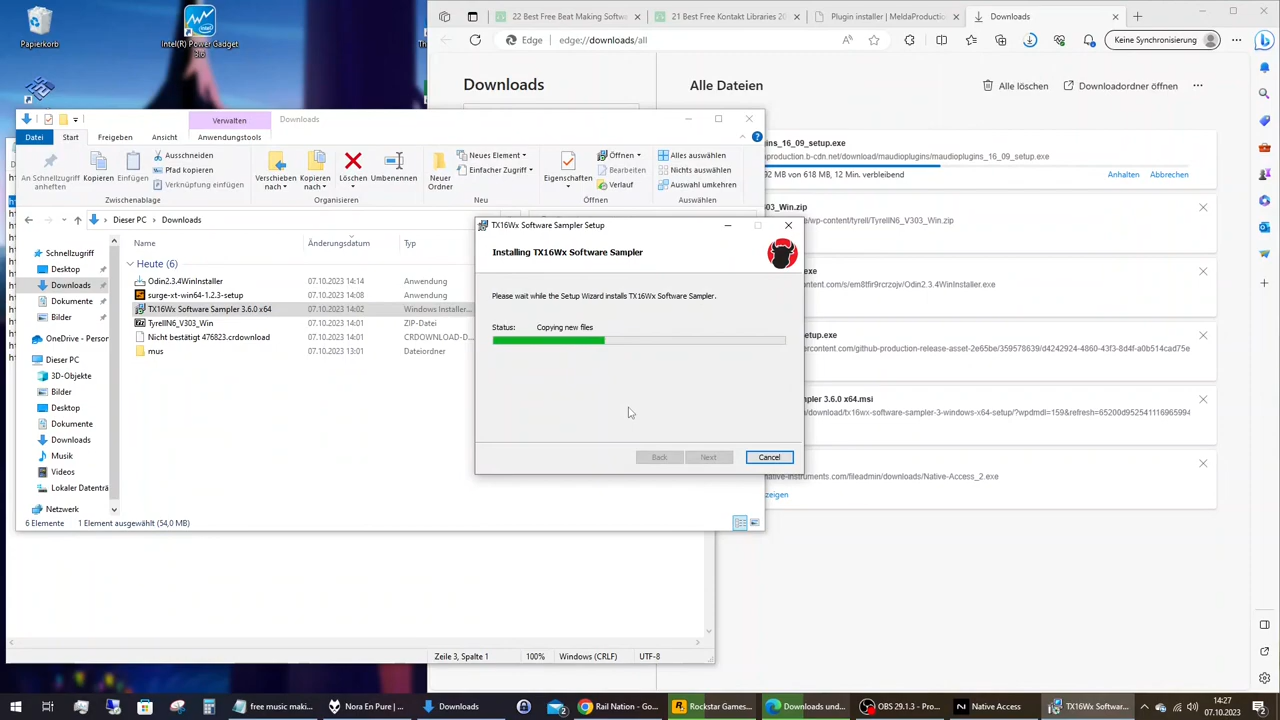 Papierkorb
Intel(R) Power Gadget
3.6
22 Best Free Beat Making Softwa
21 Best Free Kontakt Libraries 20
Plugin installer | MeldaProduction
Downloads
Edge
edge://downloads/all
Keine Synchronisierung
Downloads
Alle Dateien
Alle löschen
Downloadordner öffnen
ins_16_09_setup.exe
production.b-cdn.net/download/maudioplugins/maudioplugins_16_09_setup.exe
92 MB von 618 MB, 12 Min. verbleibend
Anhalten
Abbrechen
303_Win.zip
/wp-content/tyrell/TyrellN6_V303_Win.zip
.exe
/s/em8tfir9rcrzojv/Odin2.3.4WinInstaller.exe
setup.exe
ercontent.com/github-production-release-asset-2e65be/359578639/d4242924-4860-43f3-8d4f-a0b514cad75e
mpler 3.6.0 x64.msi
/download/tx16wx-software-sampler-3-windows-x64-setup/?wpdmdl=159&refresh=65200d952541116965994
native-instruments.com/fileadmin/downloads/Native-Access_2.exe
zeigen
Verwalten
Downloads
Datei
Start
Freigeben
Ansicht
Anwendungstools
An Schnellzugriff
anheften
Kopieren
Einfügen
Ausschneiden
Pfad kopieren
Verknüpfung einfügen
Zwischenablage
Verschieben
nach
Kopieren
nach
Löschen
Umbenennen
Organisieren
Neuer
Ordner
Neues Element
Einfacher Zugriff
Neu
Eigenschaften
Öffnen
Bearbeiten
Verlauf
Öffnen
Alles auswählen
Nichts auswählen
Auswahl umkehren
Auswählen
Dieser PC
Downloads
Name
Änderungsdatum
Typ
Schnellzugriff
Desktop
Downloads
Dokumente
Bilder
OneDrive - Person
Dieser PC
3D-Objekte
Bilder
Desktop
Dokumente
Downloads
Musik
Videos
Lokaler Datenträ
Netzwerk
Heute (6)
Odin2.3.4WinInstaller
07.10.2023 14:14
Anwendung
surge-xt-win64-1.2.3-setup
07.10.2023 14:08
Anwendung
TX16Wx Software Sampler 3.6.0 x64
07.10.2023 14:02
Windows Installer...
TyrellN6_V303_Win
07.10.2023 14:01
ZIP-Datei
Nicht bestätigt 476823.crdownload
07.10.2023 14:01
CRDOWNLOAD-D...
mus
07.10.2023 13:01
Dateiordner
6 Elemente
1 Element ausgewählt (54,0 MB)
TX16Wx Software Sampler Setup
Installing TX16Wx Software Sampler
Please wait while the Setup Wizard installs TX16Wx Software Sampler.
Status:
Copying new files
Back
Next
Cancel
Zeile 3, Spalte 1
100%
Windows (CRLF)
UTF-8
free music making...
Nora En Pure | ...
Downloads
Rail Nation - Go...
Rockstar Games...
Downloads und...
OBS 29.1.3 - Pro...
Native Access
TX16Wx Softwar...
14:27
07.10.2023